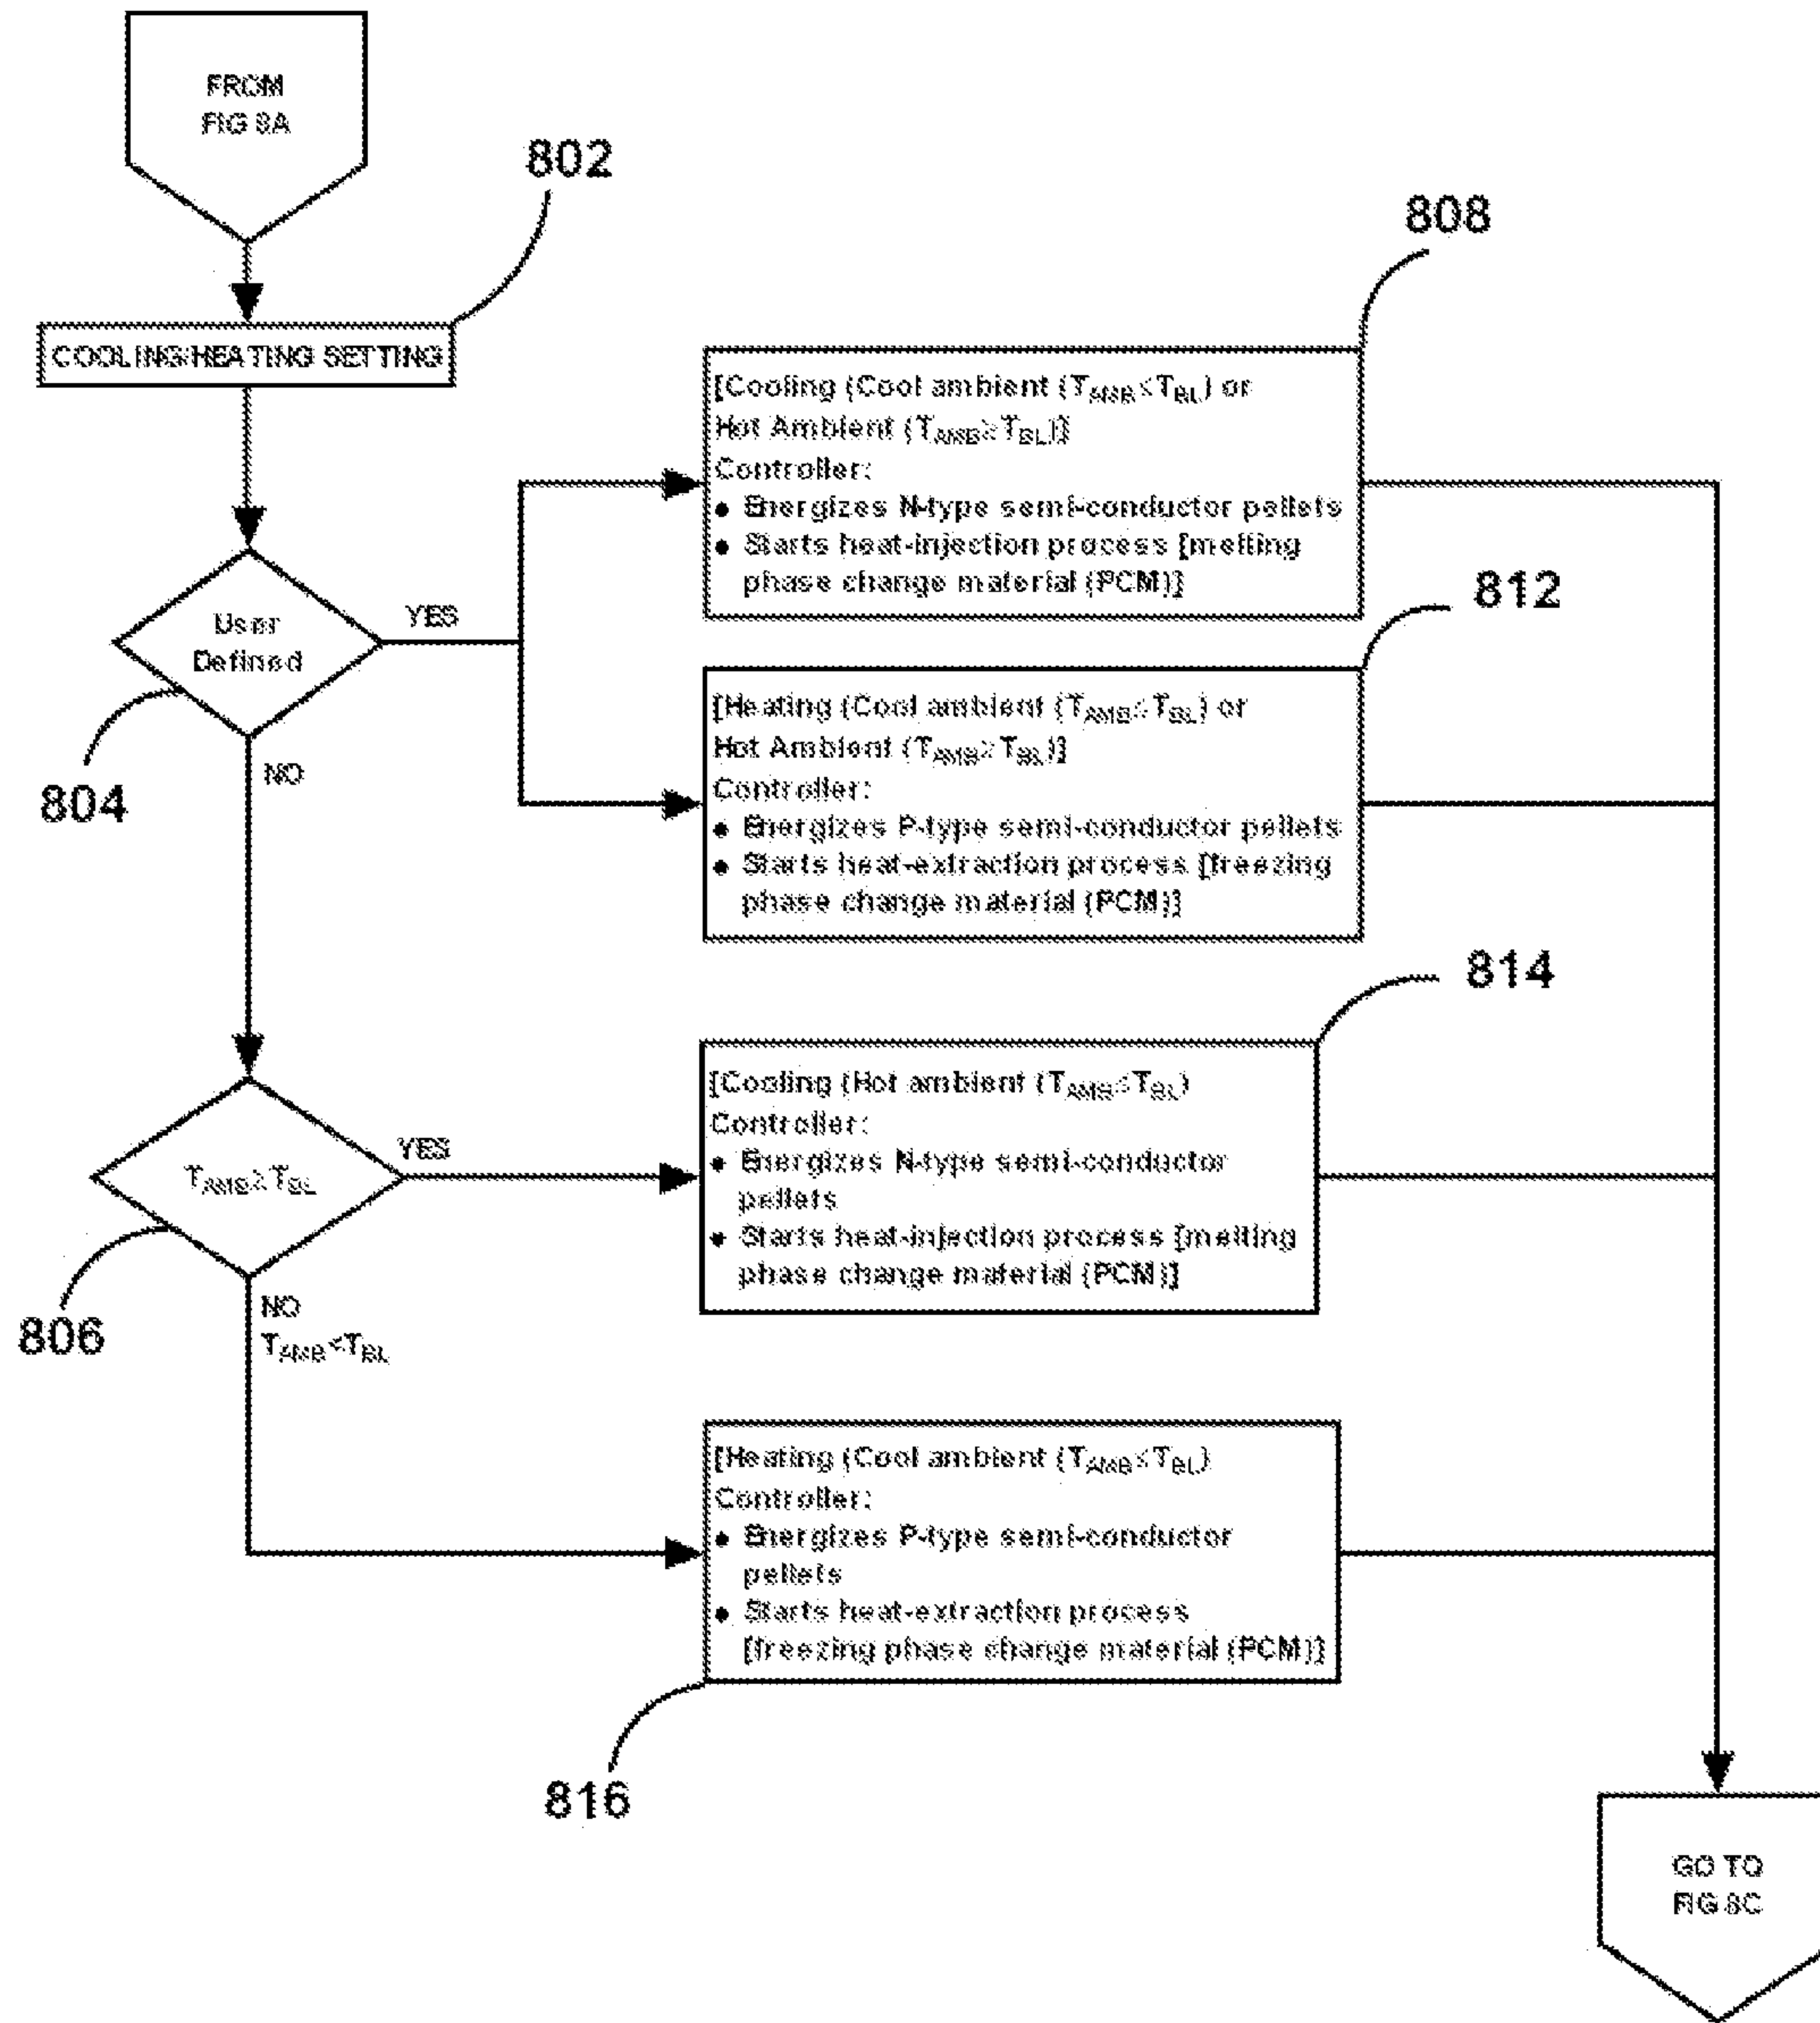 FROM
FIG 8A
802
COOLING/HEATING SETTING
808
[Cooling (Cool ambient (TAMB≤TBL) or
Hot Ambient (TAMB≥TBL)]
Controller:
• Energizes N-type semi-conductor pellets
• Starts heat-injection process [melting
phase change material (PCM)]
User
Defined
YES
NO
804
812
[Heating (Cool ambient (TAMB≤TBL) or
Hot Ambient (TAMB≥TBL)]
Controller:
• Energizes P-type semi-conductor pellets
• Starts heat-extraction process [freezing
phase change material (PCM)]
814
TAMB≥TBL
YES
NO
TAMB<TBL
806
[Cooling (Hot ambient (TAMB≤TBL)
Controller:
• Energizes N-type semi-conductor
pellets
• Starts heat-injection process [melting
phase change material (PCM)]
[Heating (Cool ambient (TAMB≤TBL)
Controller:
• Energizes P-type semi-conductor
pellets
• Starts heat-extraction process
[freezing phase change material (PCM)]
816
GO TO
FIG 8C